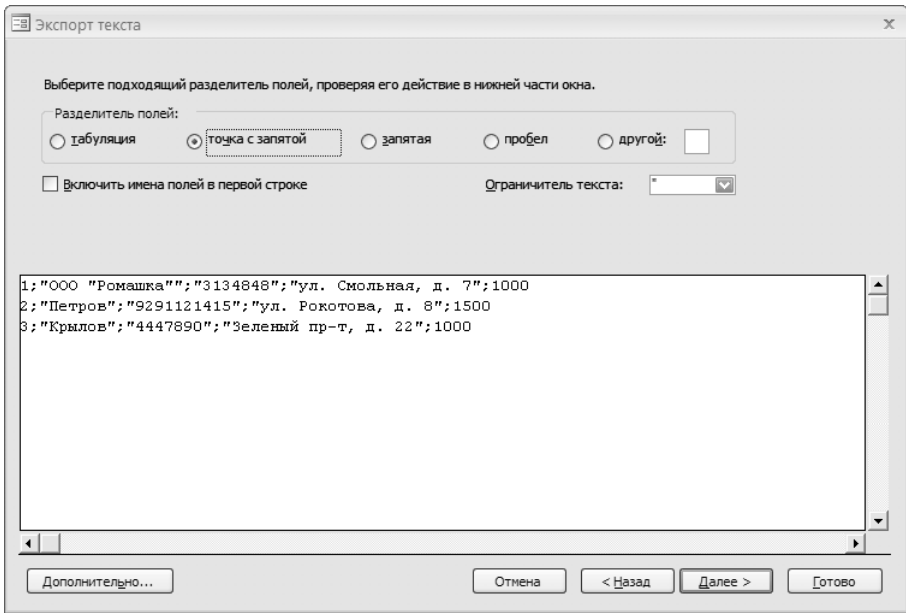 Экспорт текста
Выберите подходящий разделитель полей, проверяя его действие в нижней части окна.
Разделитель полей:
табуляция точка с запятой запятая пробел другой:
Включить имена полей в первой строке Ограничитель текста: "
1;"ООО "Ромашка"";"3134848";"ул. Смольная, д. 7";1000
2;"Петров";"9291121415";"ул. Рокотова, д. 8";1500
3;"Крылов";"4447890";"Зеленый пр-т, д. 22";1000
Дополнительно... Отмена < Назад Далее > Готово